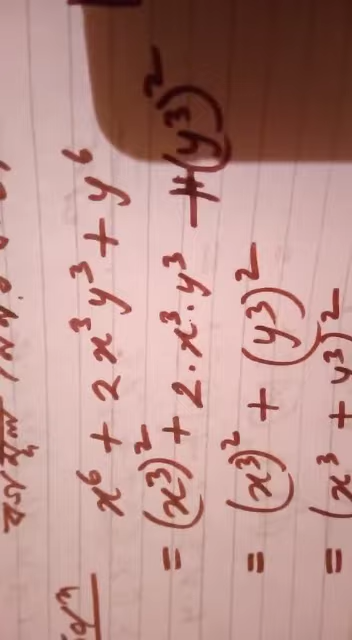 x⁶ + 2x³y³ + y⁶
= (x³)² + 2·x³·y³ + (y³)²
= (x³)² + (y³)²
= (x³ + y³)²